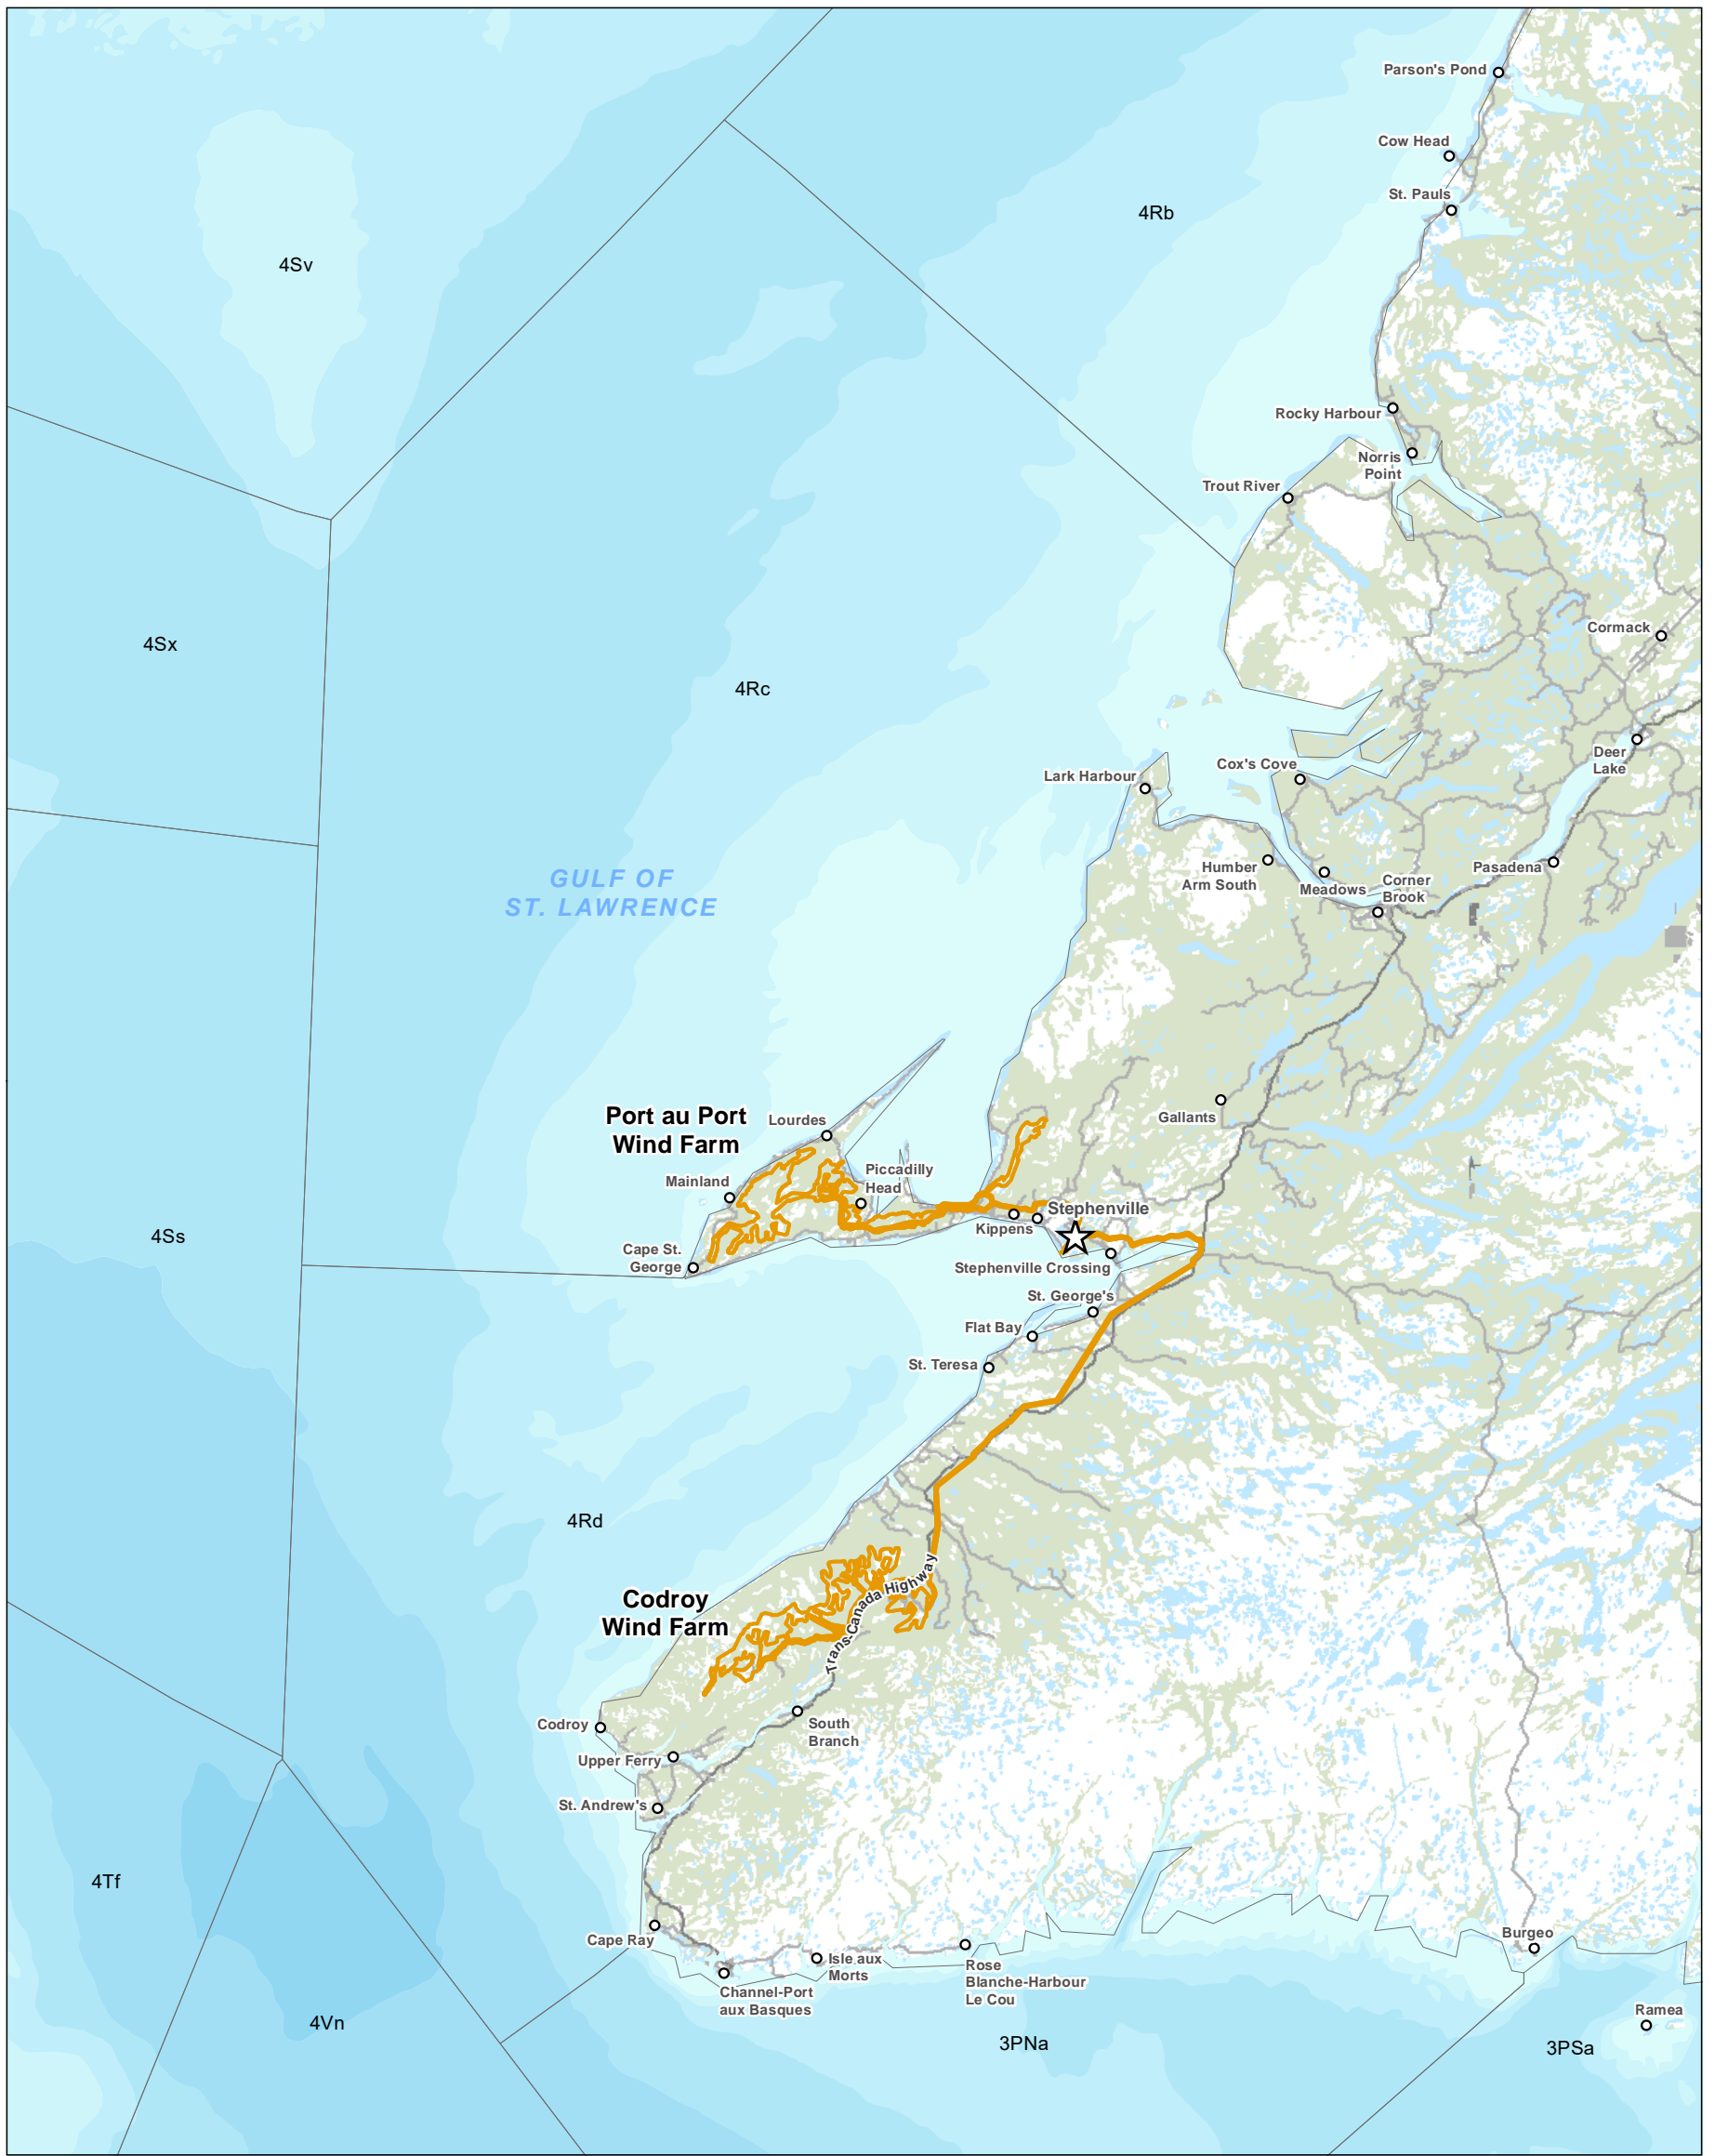 Parson's Pond
Cow Head
St. Pauls
4Rb
4Sv
Rocky Harbour
Norris
Point
Trout River
Cormack
4Sx
4Rc
Deer
Lake
Cox's Cove
Lark Harbour
Humber
Arm South
Meadows
Corner
Brook
Pasadena
GULF OF
ST. LAWRENCE
Port au Port
Wind Farm
Lourdes
Gallants
Mainland
Piccadilly
Head
Stephenville
Kippens
4Ss
Cape St.
George
Stephenville Crossing
St. George's
Flat Bay
St. Teresa
4Rd
Codroy
Wind Farm
Trans-Canada Highway
Codroy
South
Branch
Upper Ferry
St. Andrew's
4Tf
Cape Ray
Isle aux
Morts
Rose
Blanche-Harbour
Le Cou
Channel-Port
aux Basques
Burgeo
Ramea
4Vn
3PNa
3PSa